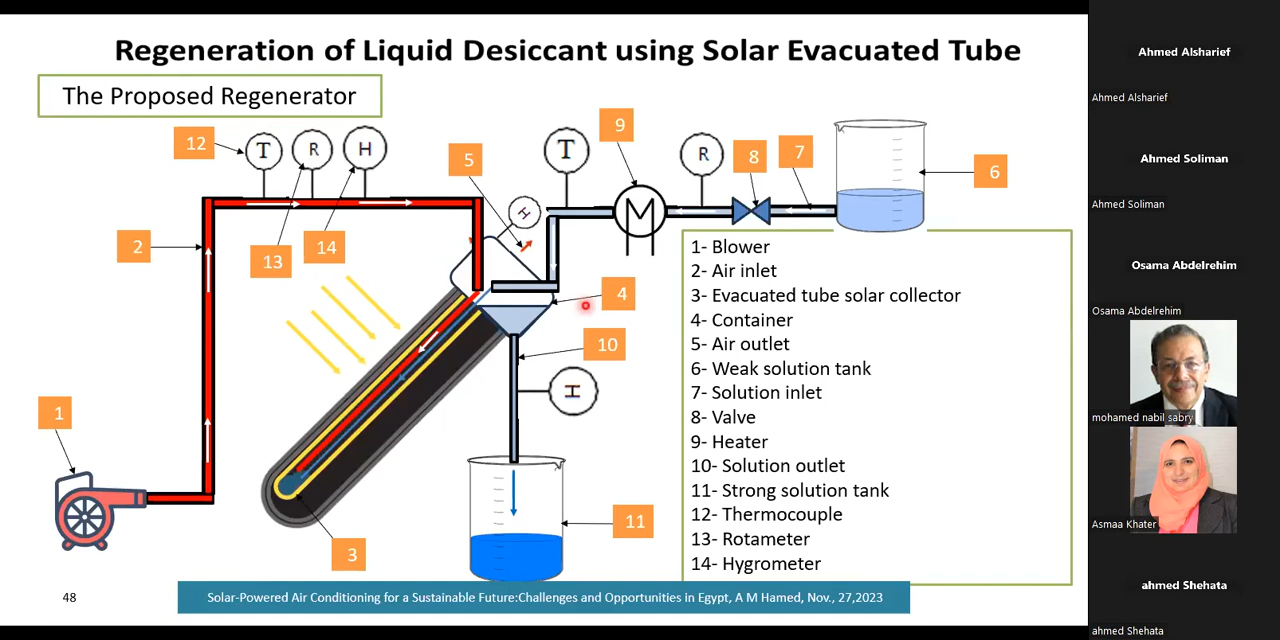 Regeneration of Liquid Desiccant using Solar Evacuated Tube
The Proposed Regenerator
12
T
R
H
5
T
9
R
8
7
6
2
13
14
H
4
10
I
1
3
11
1- Blower
2- Air inlet
3- Evacuated tube solar collector
4- Container
5- Air outlet
6- Weak solution tank
7- Solution inlet
8- Valve
9- Heater
10- Solution outlet
11- Strong solution tank
12- Thermocouple
13- Rotameter
14- Hygrometer
48
Solar-Powered Air Conditioning for a Sustainable Future:Challenges and Opportunities in Egypt, A M Hamed, Nov., 27,2023
Ahmed Alsharief
Ahmed Alsharief
Ahmed Soliman
Ahmed Soliman
Osama Abdelrehim
Osama Abdelrehim
mohamed nabil sabry
Asmaa Khater
ahmed Shehata
ahmed Shehata